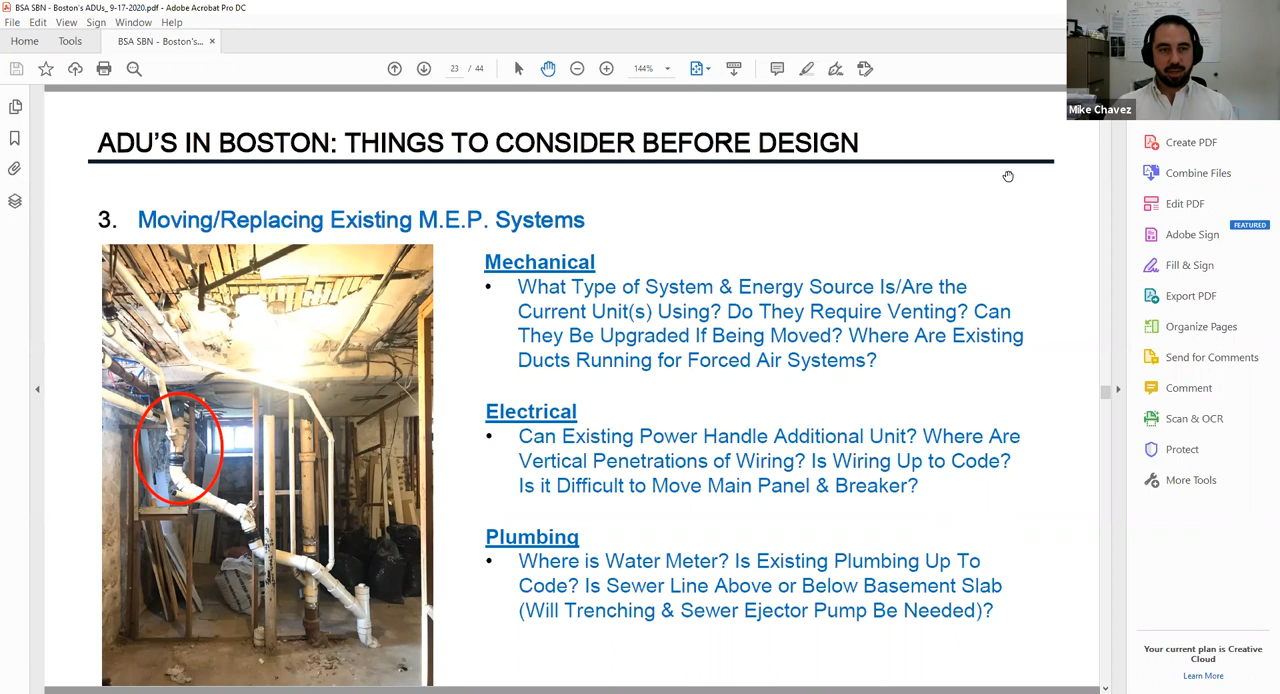 BSA SBN - Boston's ADUs_ 9-17-2020.pdf - Adobe Acrobat Pro DC
File Edit View Sign Window Help
Home Tools BSA SBN - Boston's... ×
23 / 44 144%
Mike Chavez
ADU'S IN BOSTON: THINGS TO CONSIDER BEFORE DESIGN
3. Moving/Replacing Existing M.E.P. Systems
Mechanical
• What Type of System & Energy Source Is/Are the
Current Unit(s) Using? Do They Require Venting? Can
They Be Upgraded If Being Moved? Where Are Existing
Ducts Running for Forced Air Systems?
Electrical
• Can Existing Power Handle Additional Unit? Where Are
Vertical Penetrations of Wiring? Is Wiring Up to Code?
Is it Difficult to Move Main Panel & Breaker?
Plumbing
• Where is Water Meter? Is Existing Plumbing Up To
Code? Is Sewer Line Above or Below Basement Slab
(Will Trenching & Sewer Ejector Pump Be Needed)?
Create PDF
Combine Files
Edit PDF
FEATURED
Adobe Sign
Fill & Sign
Export PDF
Organize Pages
Send for Comments
Comment
Scan & OCR
Protect
More Tools
Your current plan is Creative
Cloud
Learn More